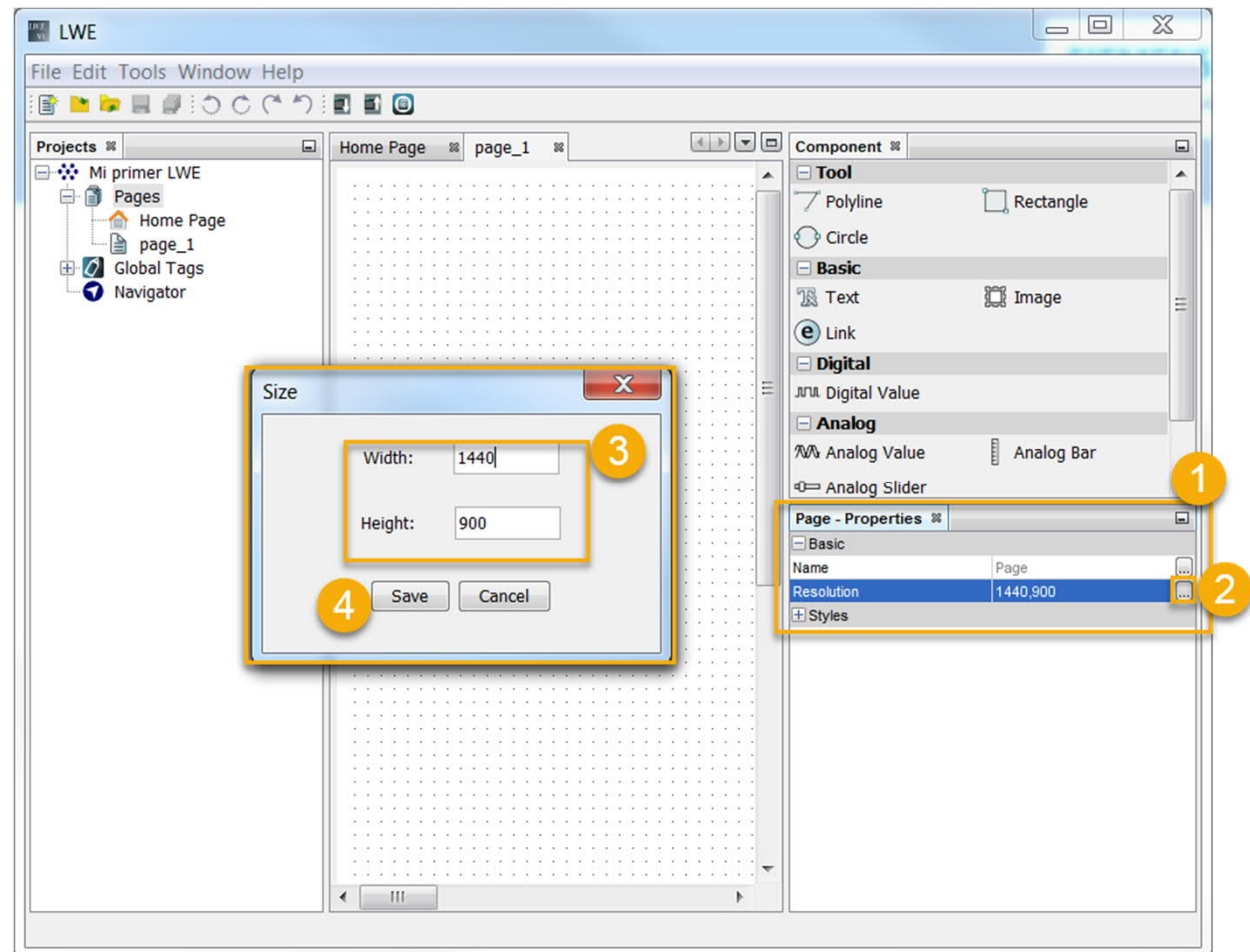 LWE
File Edit Tools Window Help
Projects
Home Page
page_1
Component
Mi primer LWE
Pages
Home Page
page_1
Global Tags
Navigator
Tool
Polyline
Rectangle
Circle
Basic
Text
Image
Link
Digital
Digital Value
Analog
Analog Value
Analog Bar
Analog Slider
Size
Width: 1440
Height: 900
Save Cancel
3
4
1
Page - Properties
Basic
Name Page ...
Resolution 1440,900 ...
2
Styles